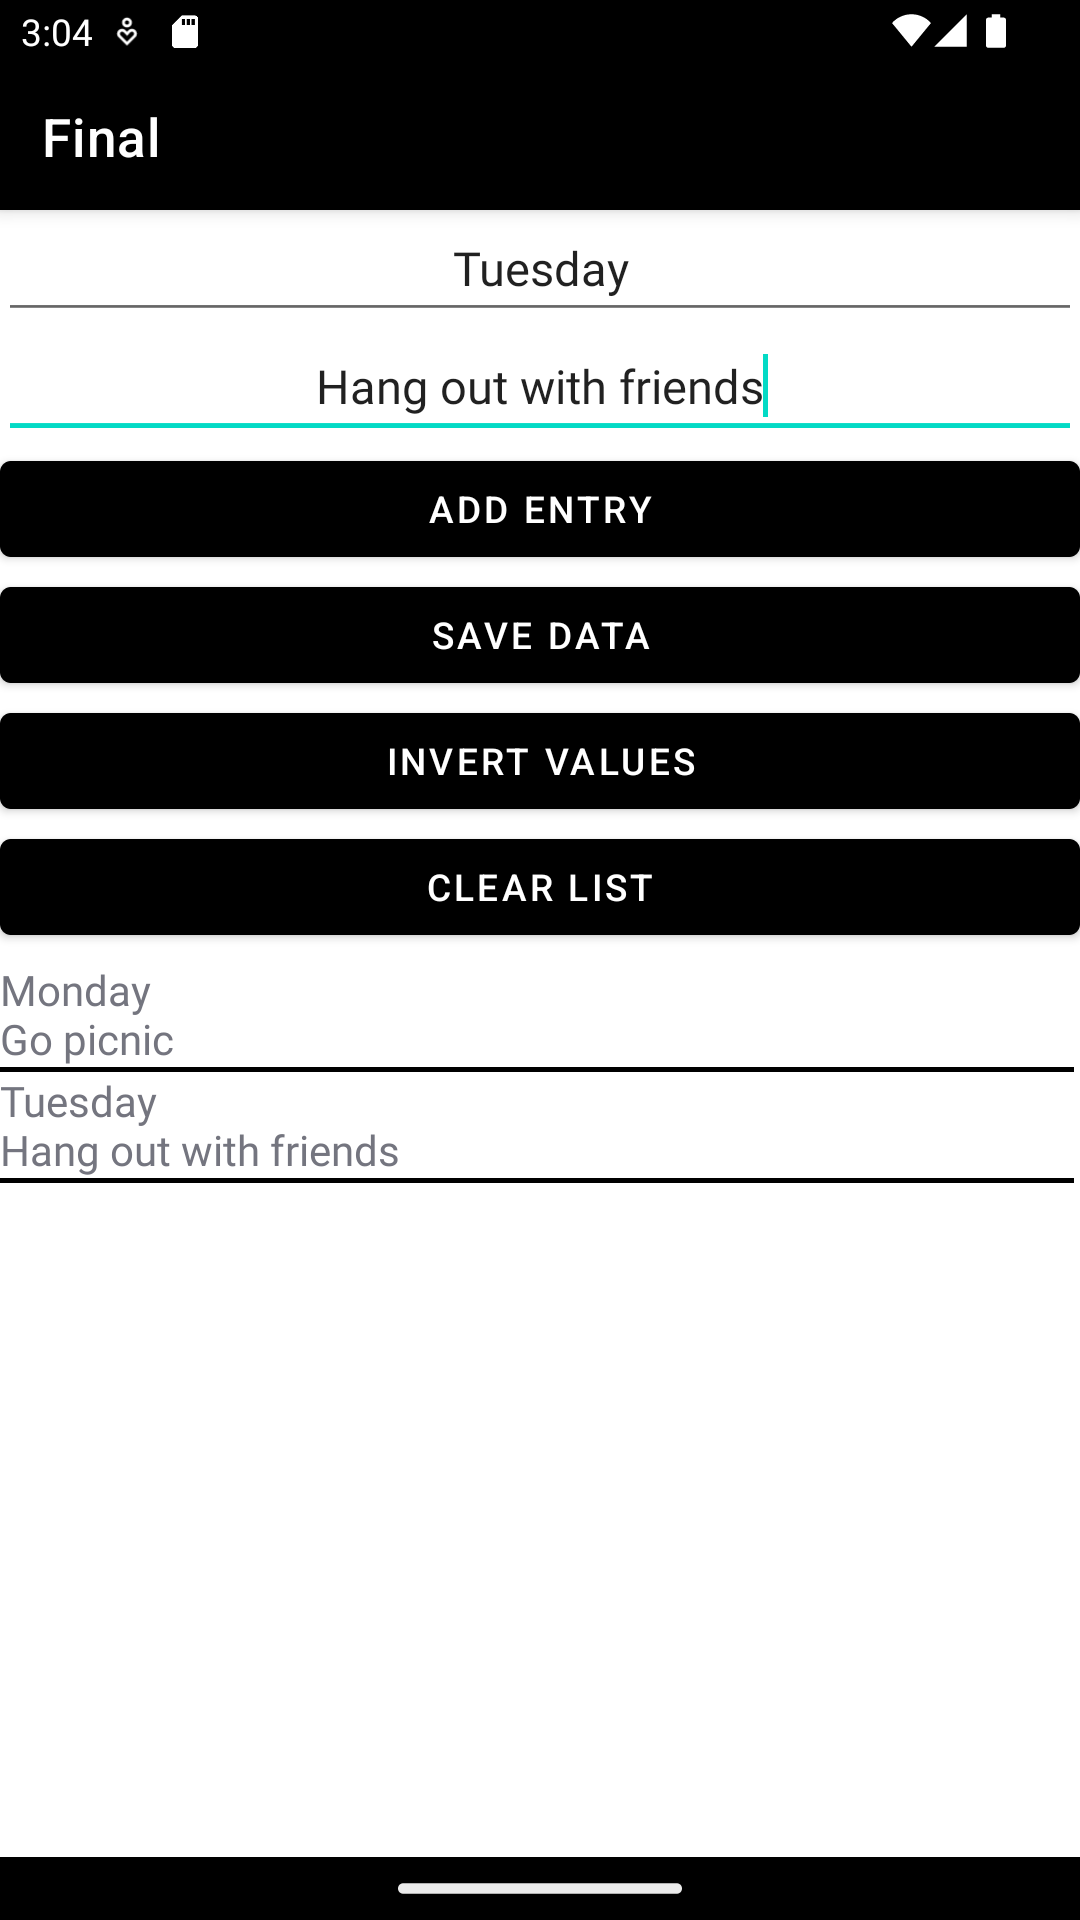 3:04
Final
Tuesday
Hang out with friends
ADD ENTRY
SAVE DATA
INVERT VALUES
CLEAR LIST
Monday
Go picnic
Tuesday
Hang out with friends